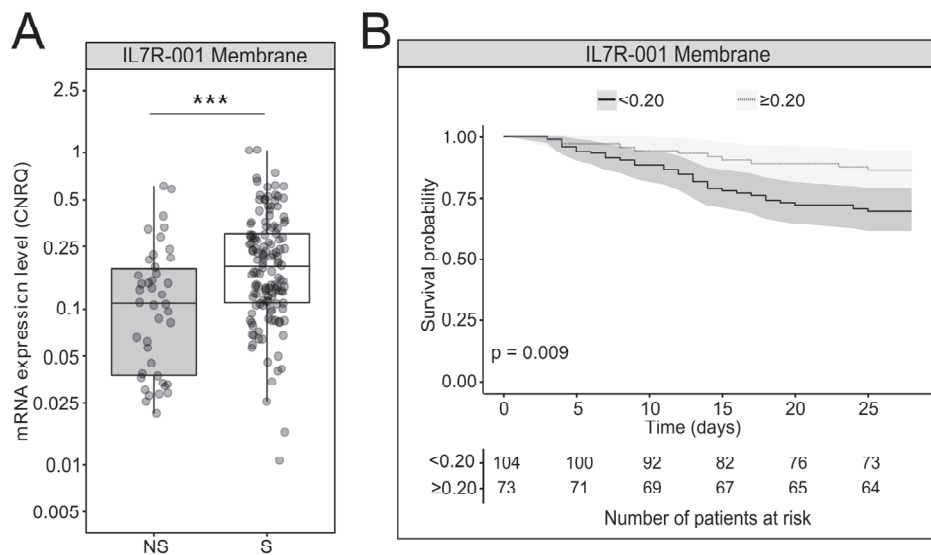 A
IL7R-001 Membrane
mRNA expression level (CNRQ)
2.5
1
0.5
0.25
0.1
0.05
0.025
0.01
0.005
***
NS
S
B
IL7R-001 Membrane
<0.20
≥0.20
Survival probability
1.00
0.75
0.50
0.25
0.00
p = 0.009
0 5 10 15 20 25
Time (days)
<0.20 104 100 92 82 76 73
≥0.20 73 71 69 67 65 64
Number of patients at risk